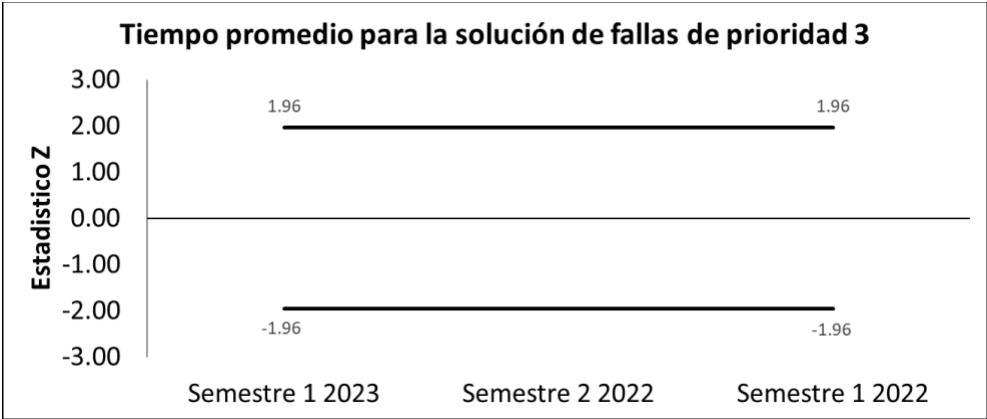 Tiempo promedio para la solución de fallas de prioridad 3
3.00
2.00
1.00
0.00
-1.00
-2.00
-3.00
Estadistico Z
1.96
1.96
-1.96
-1.96
Semestre 1 2023
Semestre 2 2022
Semestre 1 2022